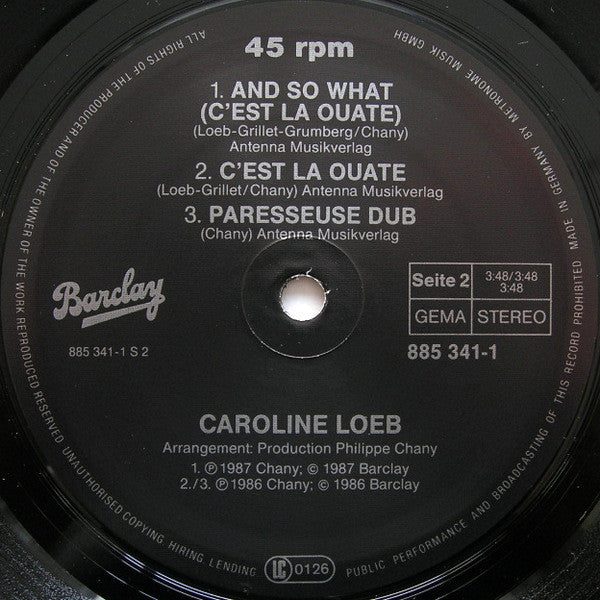 45 rpm
1. AND SO WHAT
(C'EST LA OUATE)
(Loeb-Grillet-Grumberg/Chany)
Antenna Musikverlag
2. C'EST LA OUATE
(Loeb-Grillet/Chany) Antenna Musikverlag
3. PARESSEUSE DUB
(Chany) Antenna Musikverlag
Barclay
885 341-1 S 2
Seite 2
3:48/3:48
3:48
GEMA
STEREO
885 341-1
CAROLINE LOEB
Arrangement: Production Philippe Chany
1. ℗ 1987 Chany; © 1987 Barclay
2./3. ℗ 1986 Chany; © 1986 Barclay
LC 0126
ALL RIGHTS OF THE PRODUCER AND OF THE OWNER OF THE WORK REPRODUCED RESERVED UNAUTHORISED COPYING HIRING LENDING PUBLIC PERFORMANCE AND BROADCASTING OF THIS RECORD PROHIBITED MADE IN GERMANY BY METRONOME MUSIK GMBH